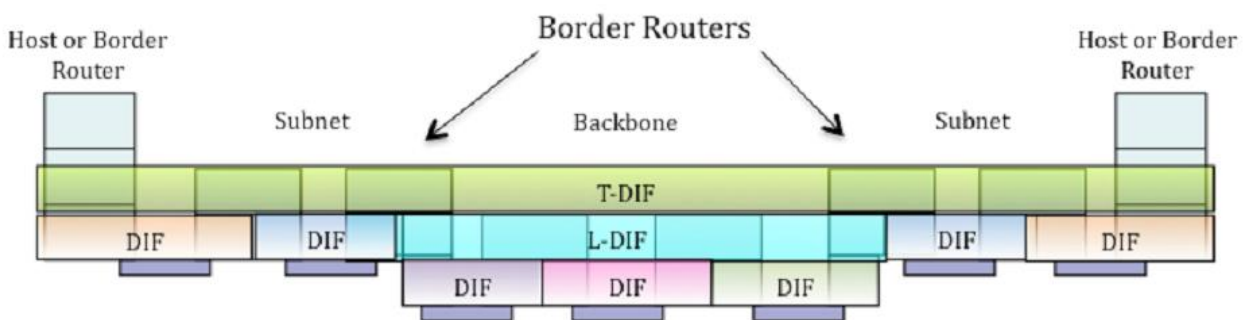 Border Routers
Host or Border
Router
Host or Border
Router
Subnet
Backbone
Subnet
T-DIF
DIF
DIF
L-DIF
DIF
DIF
DIF
DIF
DIF